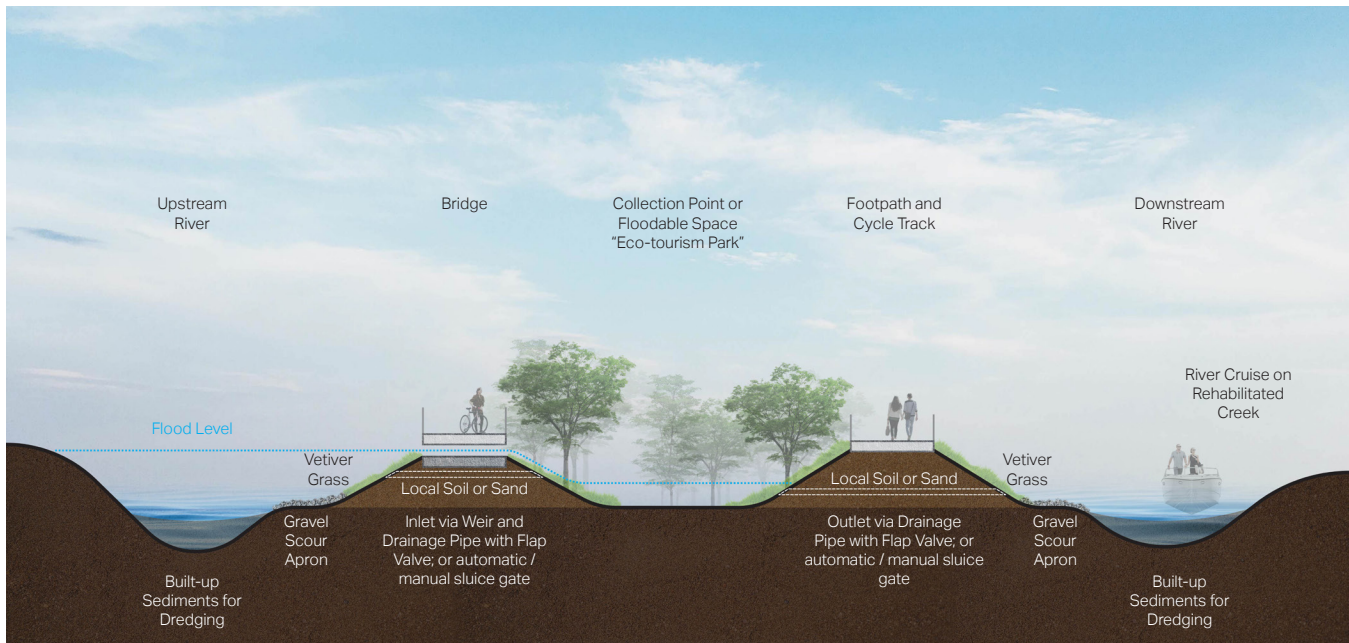 Upstream
River
Bridge
Collection Point or
Floodable Space
"Eco-tourism Park"
Footpath and
Cycle Track
Downstream
River
River Cruise on
Rehabilitated
Creek
Flood Level
Vetiver
Grass
Local Soil or Sand
Local Soil or Sand
Vetiver
Grass
Gravel
Scour
Apron
Inlet via Weir and
Drainage Pipe with Flap
Valve; or automatic /
manual sluice gate
Outlet via Drainage
Pipe with Flap Valve; or
automatic / manual sluice
gate
Gravel
Scour
Apron
Built-up
Sediments for
Dredging
Built-up
Sediments for
Dredging